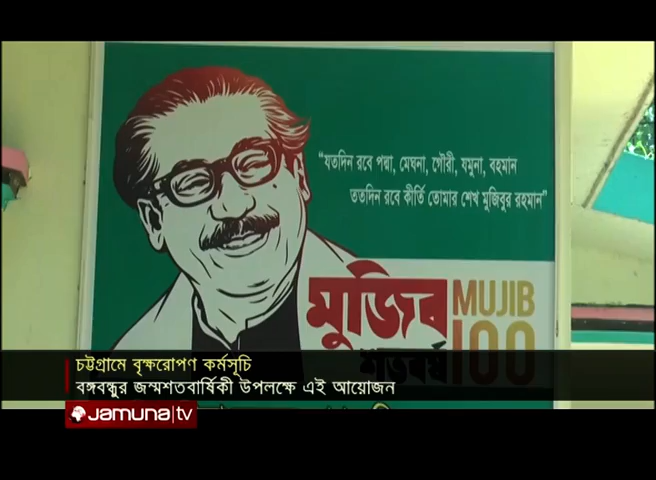 “যতদিন রবে পদ্মা, মেঘনা, গৌরী, যমুনা, বহমান
ততদিন রবে কীর্তি তোমার শেখ মুজিবুর রহমান”
মুজিব
শতবর্ষ
MUJIB
100
চট্টগ্রামে বৃক্ষরোপণ কর্মসূচি
বঙ্গবন্ধুর জন্মশতবার্ষিকী উপলক্ষে এই আয়োজন
Jamuna|tv